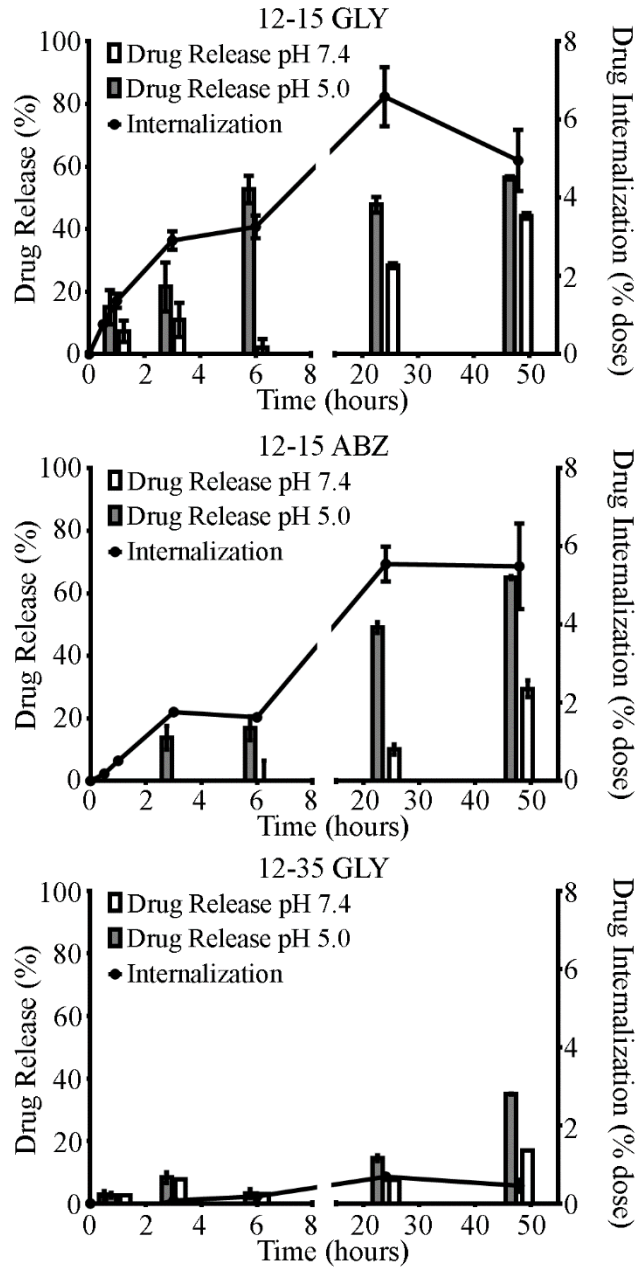 12-15 GLY
Drug Release pH 7.4
Drug Release pH 5.0
Internalization
Drug Release (%)
100
80
60
40
20
0
8
6
4
2
0
Drug Internalization (% dose)
0 2 4 6 8 20 30 40 50
Time (hours)
12-15 ABZ
Drug Release pH 7.4
Drug Release pH 5.0
Internalization
Drug Release (%)
100
80
60
40
20
0
8
6
4
2
0
Drug Internalization (% dose)
0 2 4 6 8 20 30 40 50
Time (hours)
12-35 GLY
Drug Release pH 7.4
Drug Release pH 5.0
Internalization
Drug Release (%)
100
80
60
40
20
0
8
6
4
2
0
Drug Internalization (% dose)
0 2 4 6 8 20 30 40 50
Time (hours)